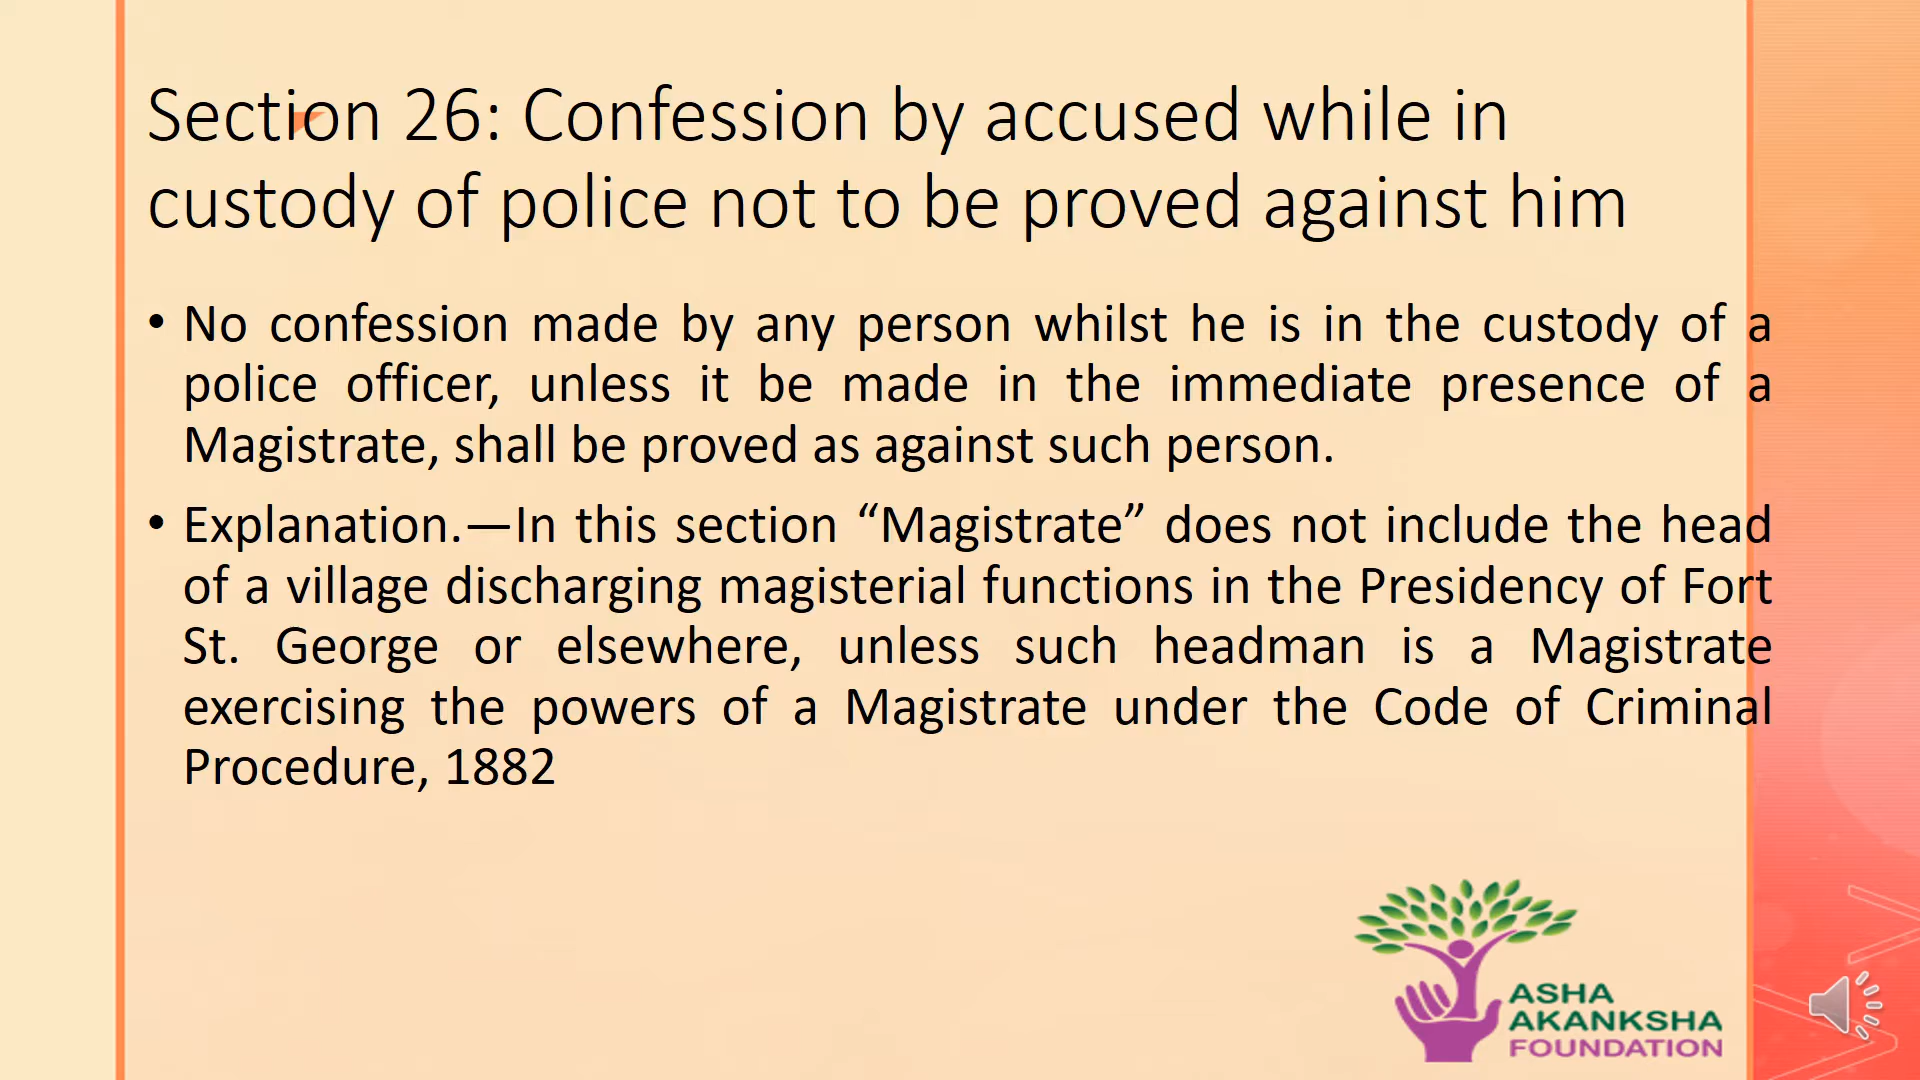 Section 26: Confession by accused while in
custody of police not to be proved against him
• No confession made by any person whilst he is in the custody of a
police officer, unless it be made in the immediate presence of a
Magistrate, shall be proved as against such person.
• Explanation.—In this section “Magistrate” does not include the head
of a village discharging magisterial functions in the Presidency of Fort
St. George or elsewhere, unless such headman is a Magistrate
exercising the powers of a Magistrate under the Code of Criminal
Procedure, 1882
ASHA
AKANKSHA
FOUNDATION